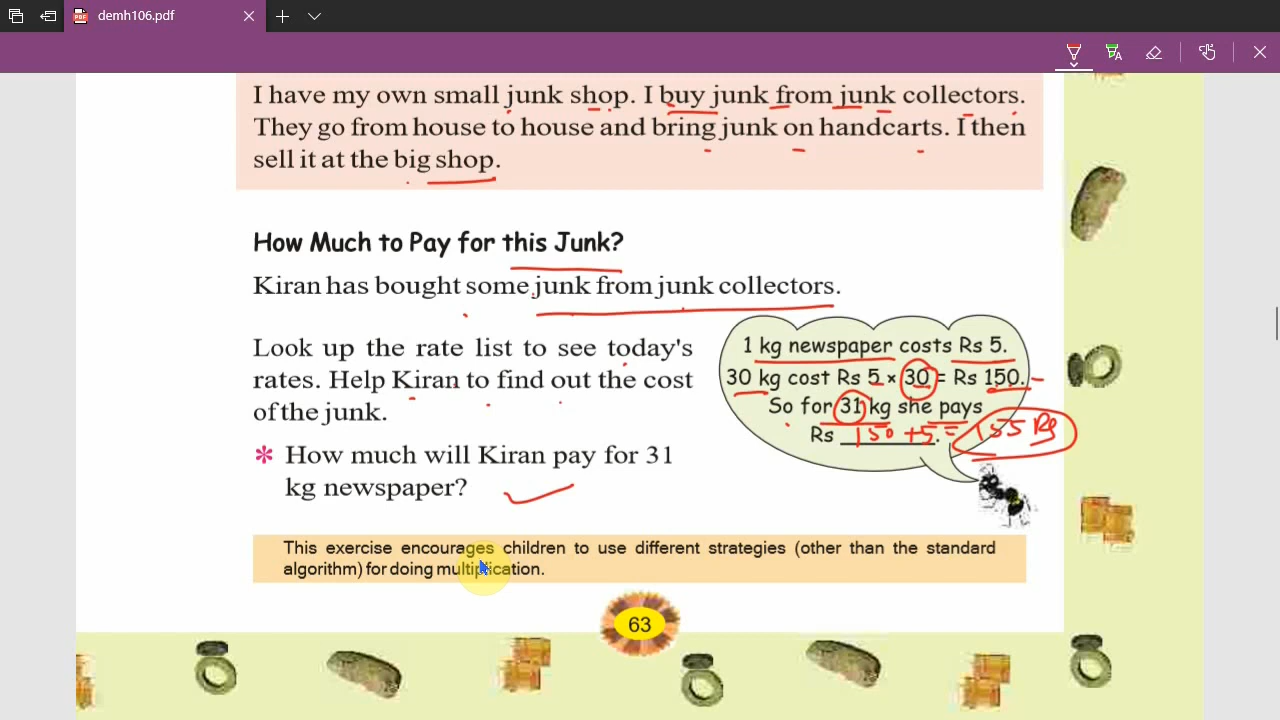 demh106.pdf
I have my own small junk shop. I buy junk from junk collectors.
They go from house to house and bring junk on handcarts. I then
sell it at the big shop.
How Much to Pay for this Junk?
Kiran has bought some junk from junk collectors.
Look up the rate list to see today's
rates. Help Kiran to find out the cost
of the junk.
* How much will Kiran pay for 31
kg newspaper?
1 kg newspaper costs Rs 5.
30 kg cost Rs 5 × 30 = Rs 150.
So for 31 kg she pays
Rs 150 + 5. = 155 Rs
This exercise encourages children to use different strategies (other than the standard
algorithm) for doing multiplication.
63